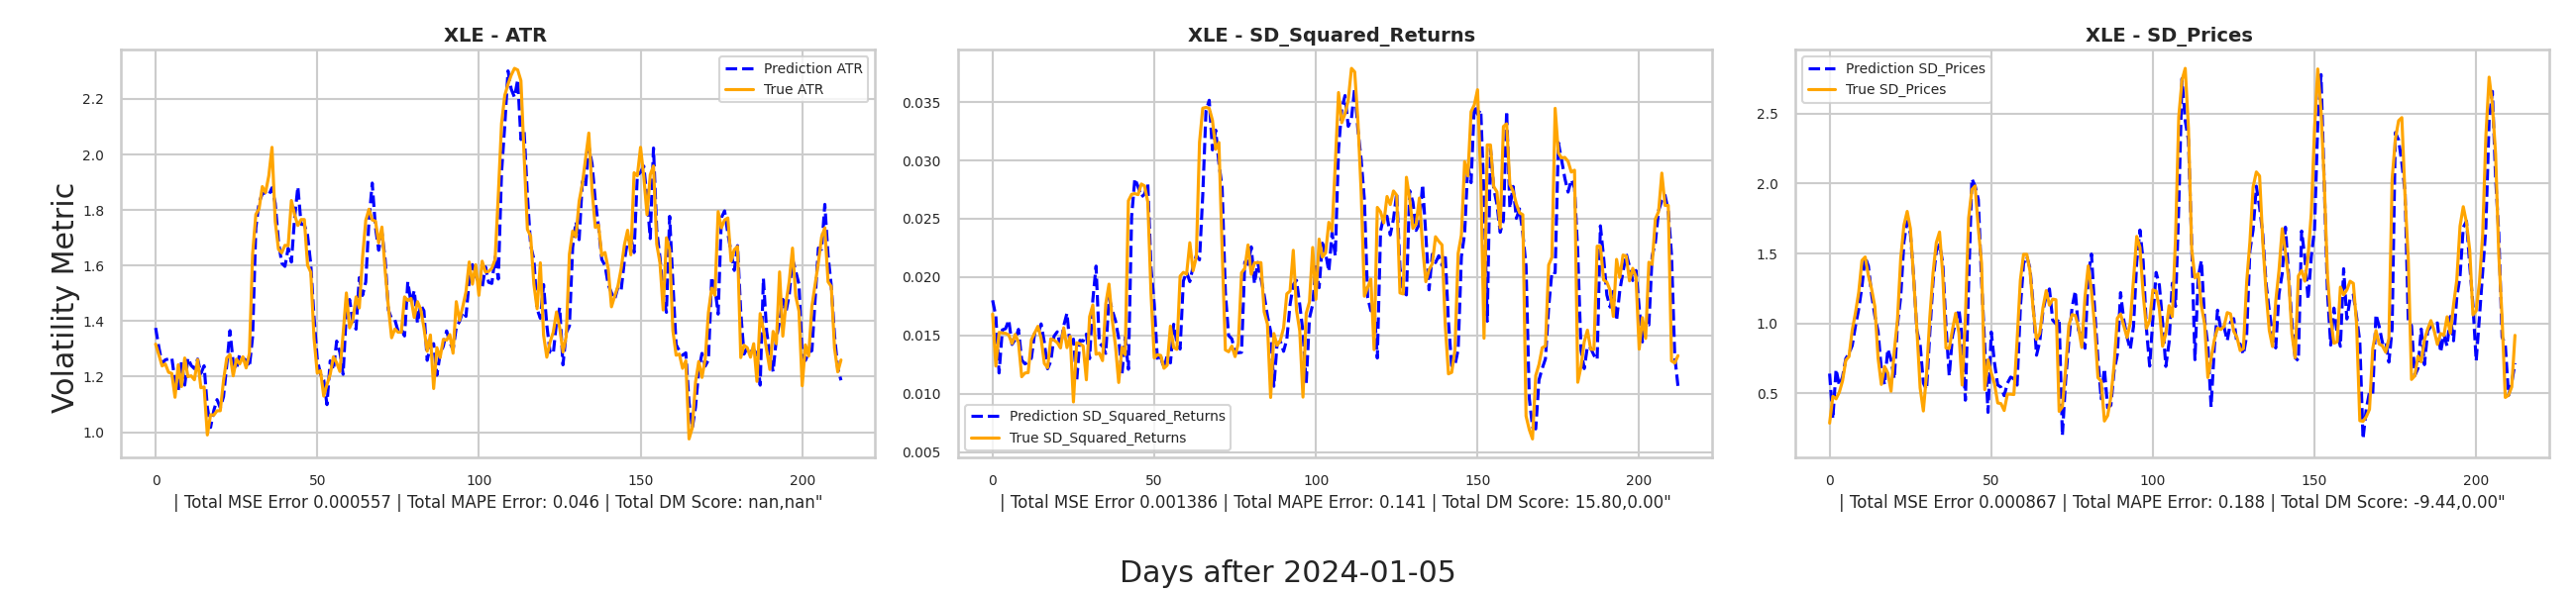 XLE - ATR
XLE - SD_Squared_Returns
XLE - SD_Prices
Volatility Metric
2.2
2.0
1.8
1.6
1.4
1.2
1.0
Prediction ATR
True ATR
0 50 100 150 200
| Total MSE Error 0.000557 | Total MAPE Error: 0.046 | Total DM Score: nan,nan"
0.035
0.030
0.025
0.020
0.015
0.010
0.005
Prediction SD_Squared_Returns
True SD_Squared_Returns
0 50 100 150 200
| Total MSE Error 0.001386 | Total MAPE Error: 0.141 | Total DM Score: 15.80,0.00"
2.5
2.0
1.5
1.0
0.5
Prediction SD_Prices
True SD_Prices
0 50 100 150 200
| Total MSE Error 0.000867 | Total MAPE Error: 0.188 | Total DM Score: -9.44,0.00"
Days after 2024-01-05